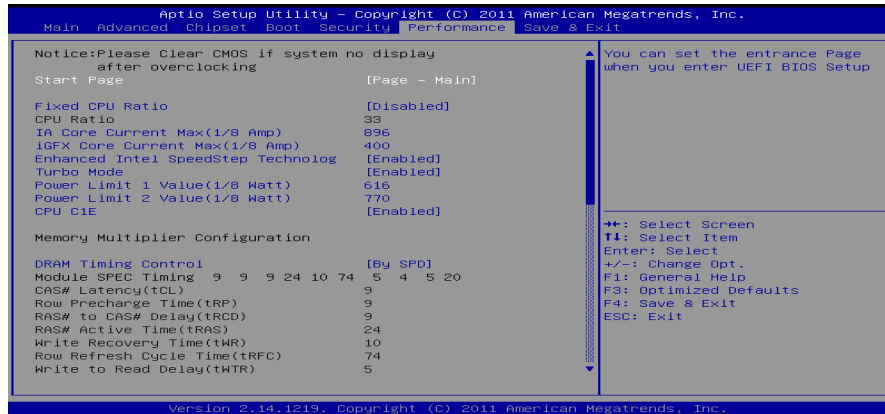 Aptio Setup Utility – Copyright (C) 2011 American Megatrends, Inc.
Main Advanced Chipset Boot Security Performance Save & Exit
Notice:Please Clear CMOS if system no display
after overclocking
Start Page [Page – Main]
Fixed CPU Ratio [Disabled]
CPU Ratio 33
IA Core Current Max(1/8 Amp) 896
iGFX Core Current Max(1/8 Amp) 400
Enhanced Intel SpeedStep Technolog [Enabled]
Turbo Mode [Enabled]
Power Limit 1 Value(1/8 Watt) 616
Power Limit 2 Value(1/8 Watt) 770
CPU C1E [Enabled]
Memory Multiplier Configuration
DRAM Timing Control [By SPD]
Module SPEC Timing 9 9 9 24 10 74 5 4 5 20
CAS# Latency(tCL) 9
Row Precharge Time(tRP) 9
RAS# to CAS# Delay(tRCD) 9
RAS# Active Time(tRAS) 24
Write Recovery Time(tWR) 10
Row Refresh Cycle Time(tRFC) 74
Write to Read Delay(tWTR) 5
You can set the entrance Page
when you enter UEFI BIOS Setup
→←: Select Screen
↑↓: Select Item
Enter: Select
+/-: Change Opt.
F1: General Help
F3: Optimized Defaults
F4: Save & Exit
ESC: Exit
Version 2.14.1219. Copyright (C) 2011 American Megatrends, Inc.